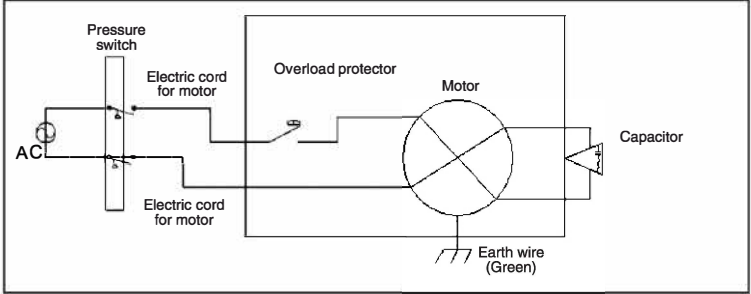 Pressure
switch
Electric cord
for motor
Overload protector
Motor
Capacitor
AC
Electric cord
for motor
Earth wire
(Green)